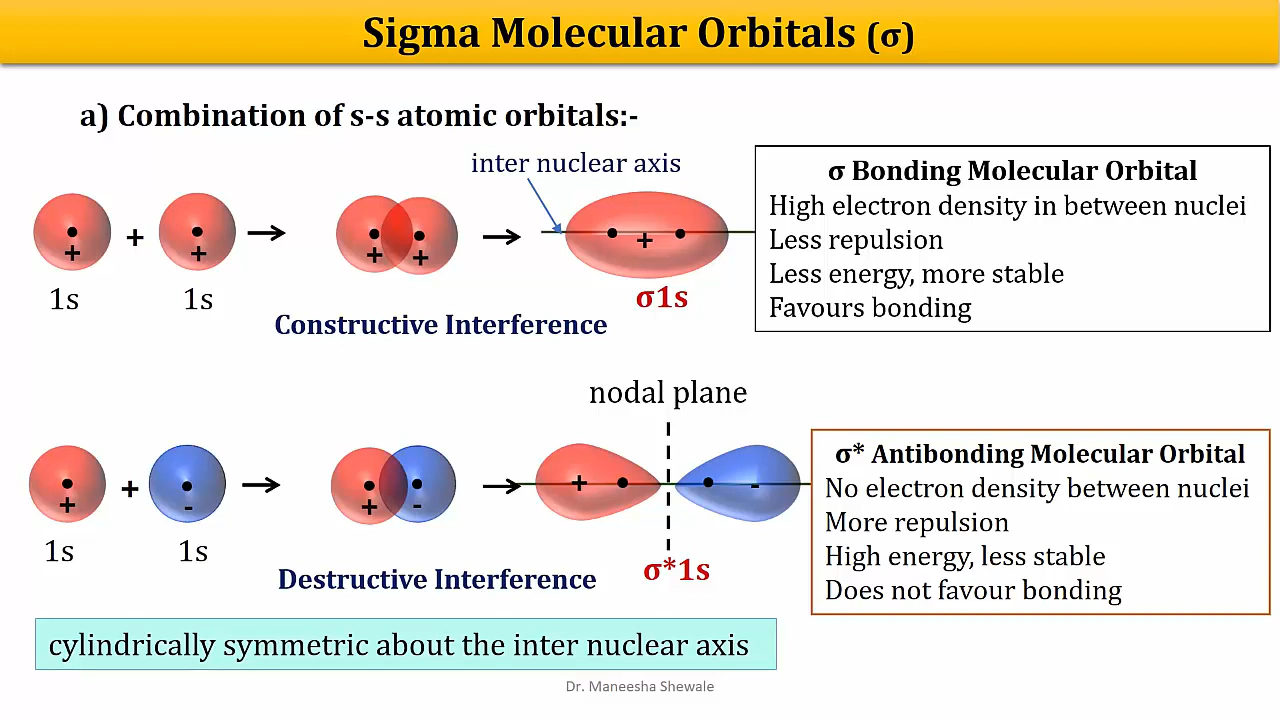 Sigma Molecular Orbitals (σ)
a) Combination of s-s atomic orbitals:-
inter nuclear axis
+ + + → + + → +
1s 1s
σ1s
Constructive Interference
σ Bonding Molecular Orbital
High electron density in between nuclei
Less repulsion
Less energy, more stable
Favours bonding
nodal plane
+ + - → + - → + -
1s 1s
σ*1s
Destructive Interference
σ* Antibonding Molecular Orbital
No electron density between nuclei
More repulsion
High energy, less stable
Does not favour bonding
cylindrically symmetric about the inter nuclear axis
Dr. Maneesha Shewale